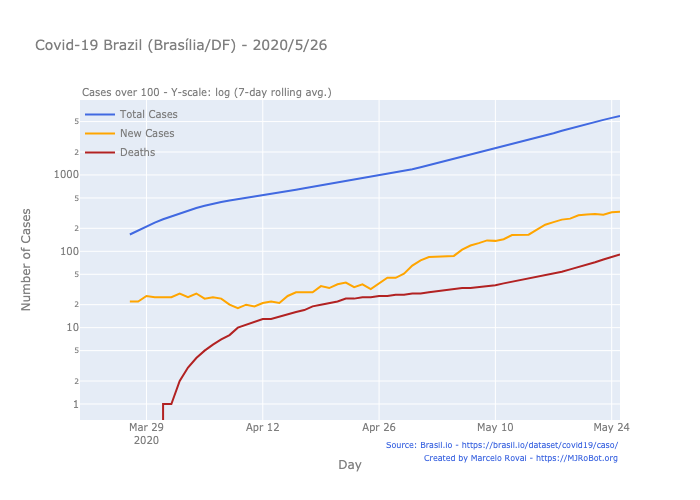 Covid-19 Brazil (Brasília/DF) - 2020/5/26
Cases over 100 - Y-scale: log (7-day rolling avg.)
Total Cases
New Cases
Deaths
5
2
1000
5
2
100
5
2
10
5
2
1
Number of Cases
Mar 29
2020
Apr 12
Apr 26
May 10
May 24
Day
Source: Brasil.io - https://brasil.io/dataset/covid19/caso/
Created by Marcelo Rovai - https://MJRoBot.org